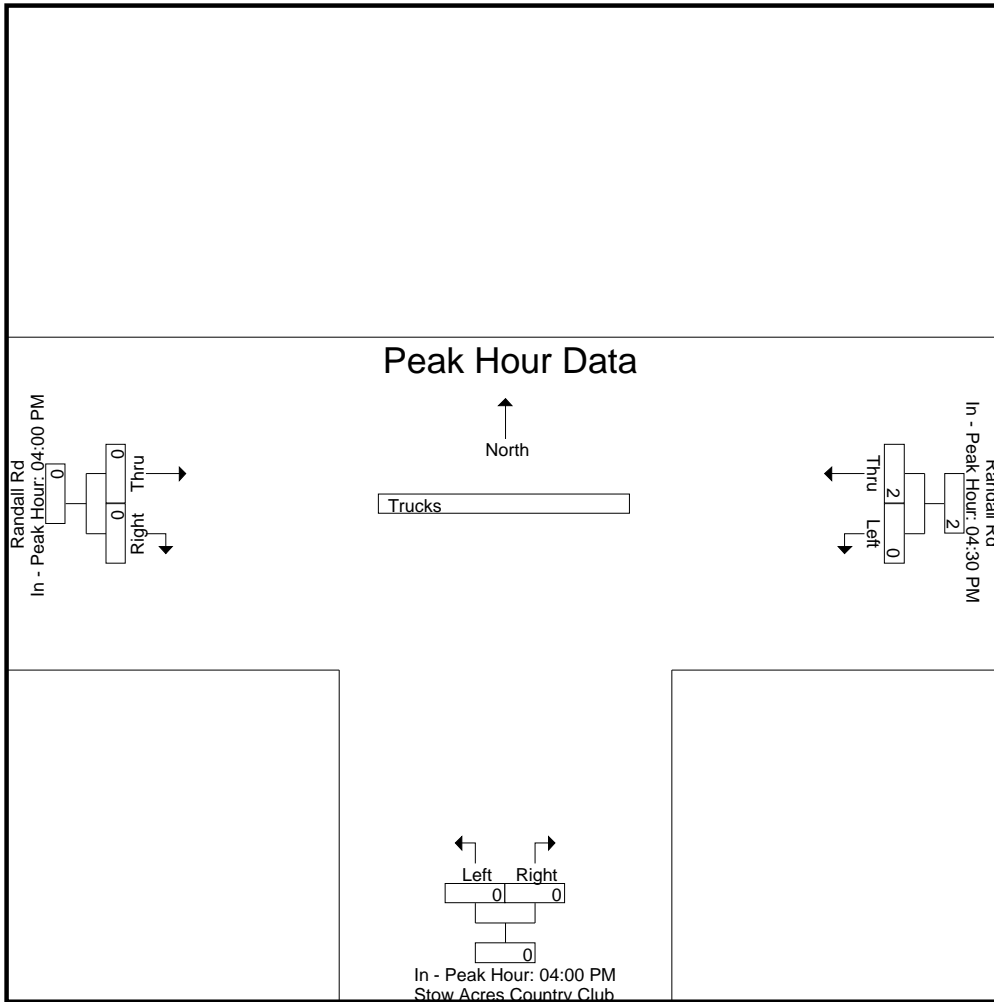 Peak Hour Data
North
Trucks
Randall Rd
In - Peak Hour: 04:00 PM
0
0
0
Thru
Right
Thru
Left
2
0
2
In - Peak Hour: 04:30 PM
Randall Rd
Left Right
0 0
0
In - Peak Hour: 04:00 PM
Stow Acres Country Club